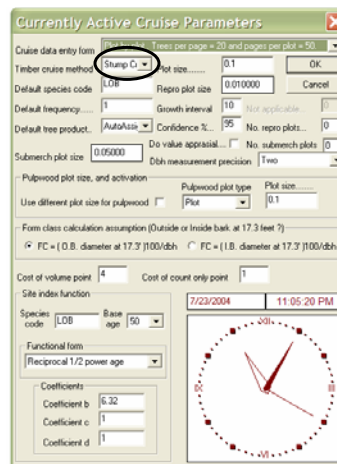 Currently Active Cruise Parameters
Cruise data entry form Plot by plot. Trees per page = 20 and pages per plot = 50.
Timber cruise method Stump Cr Plot size........ 0.1 OK
Default species code LOB Repro plot size 0.010000 Cancel
Default frequency...... 1 Growth interval 10 Not applicable... 0
Default tree product.. AutoAssig Confidence %... 95 No. repro plots... 0
Submerch plot size 0.05000 Do value appraisal.... No. submerch plots 0
Dbh measurement precision Two
Pulpwood plot size, and activation
Use different plot size for pulpwood Pulpwood plot type Plot Plot size..... 0.1
Form class calculation assumption (Outside or Inside bark at 17.3 feet ?)
FC = ( O.B. diameter at 17.3' )100/dbh FC = ( I.B. diameter at 17.3' )100/dbh
Cost of volume point 4 Cost of count only point 1
Site index function
Species code LOB Base age 50
7/23/2004 11:05:20 PM
Functional form
Reciprocal 1/2 power age
Coefficients
Coefficient b 6.32
Coefficient c 1
Coefficient d 1
XII
III
VI
IX